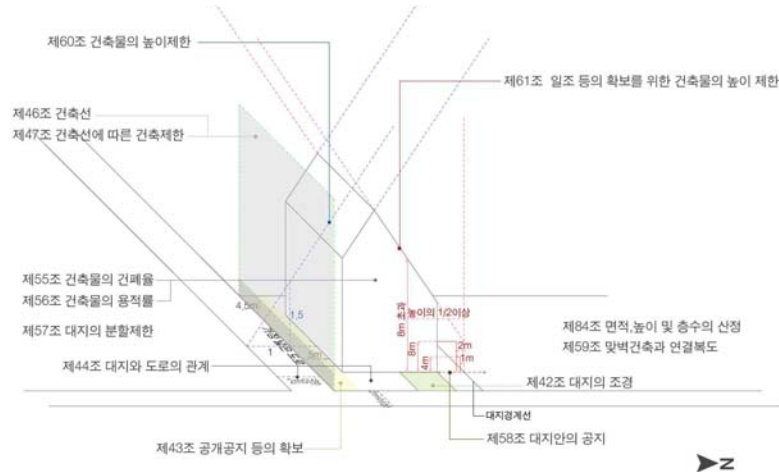 제60조 건축물의 높이제한
제61조 일조 등의 확보를 위한 건축물의 높이 제한
제46조 건축선
제47조 건축선에 따른 건축제한
제55조 건축물의 건폐율
제56조 건축물의 용적률
4,5m
1,5
8m 초과
높이의 1/2이상
제57조 대지의 분할제한
제84조 면적,높이 및 층수의 산정
제59조 맞벽건축과 연결복도
1
5m
8m
4m
2m
1m
제44조 대지와 도로의 관계
제42조 대지의 조경
대지경계선
제43조 공개공지 등의 확보
제58조 대지안의 공지
N